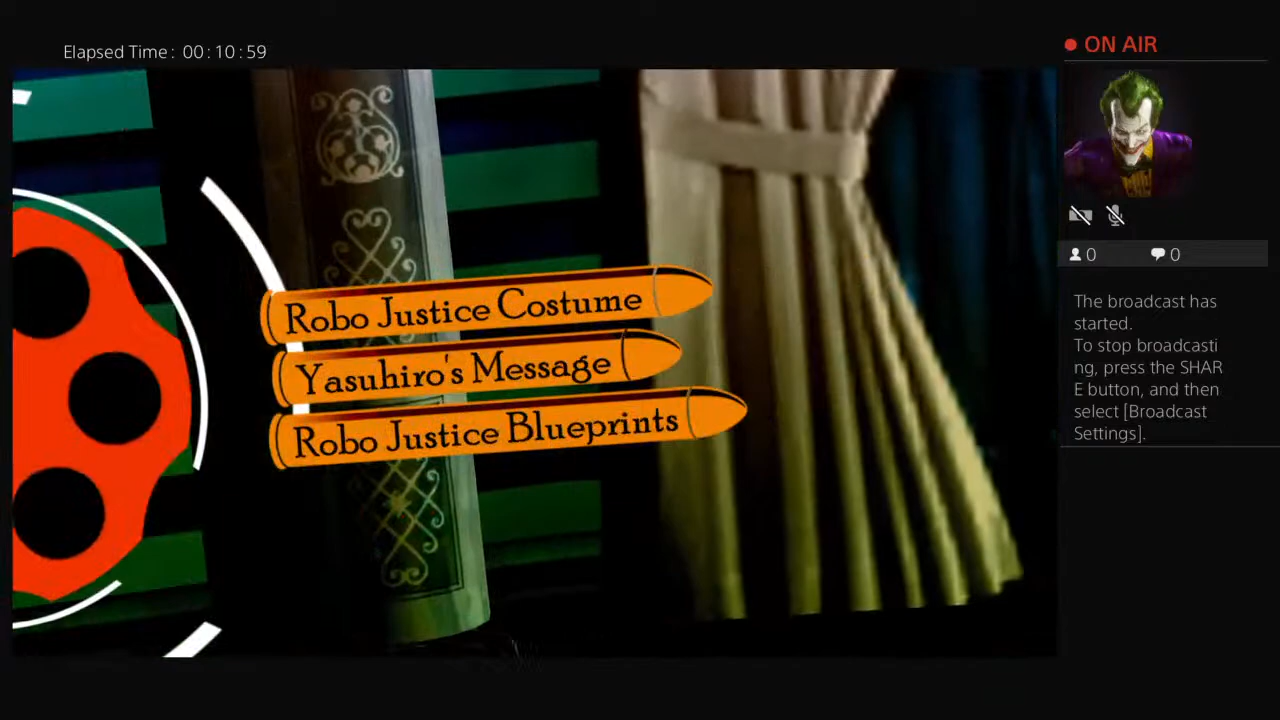 Elapsed Time: 00:10:59
ON AIR
Robo Justice Costume
Yasuhiro's Message
Robo Justice Blueprints
0
0
The broadcast has
started.
To stop broadcasti
ng, press the SHAR
E button, and then
select [Broadcast
Settings].